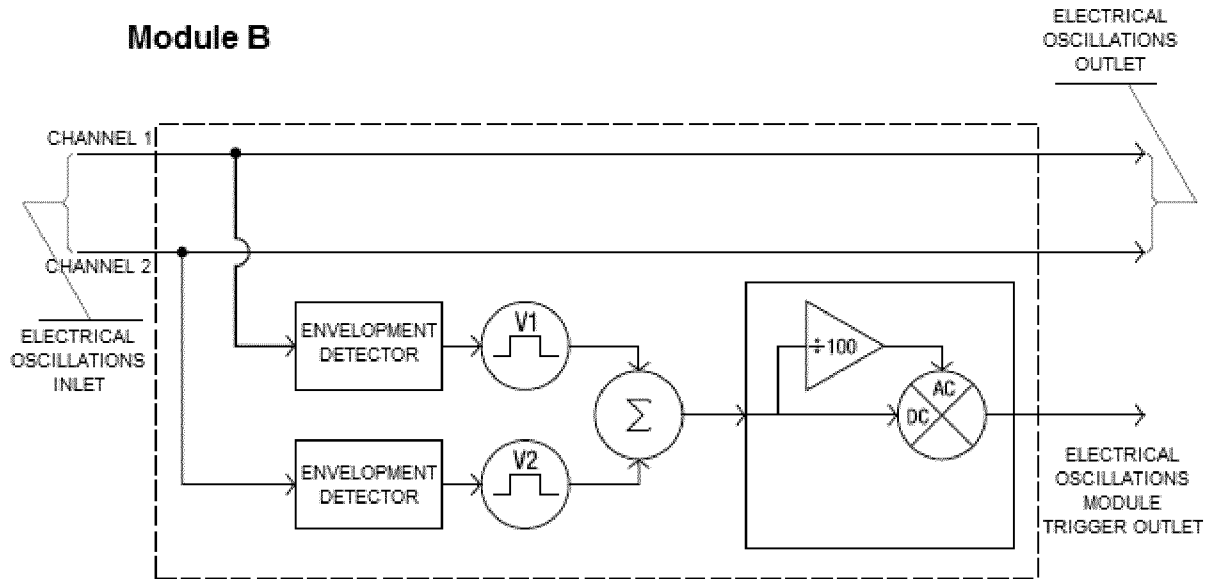 Module B
ELECTRICAL
OSCILLATIONS
OUTLET
CHANNEL 1
CHANNEL 2
ELECTRICAL
OSCILLATIONS
INLET
ENVELOPMENT
DETECTOR
V1
÷100
AC
DC
Σ
ENVELOPMENT
DETECTOR
V2
ELECTRICAL
OSCILLATIONS
MODULE
TRIGGER OUTLET